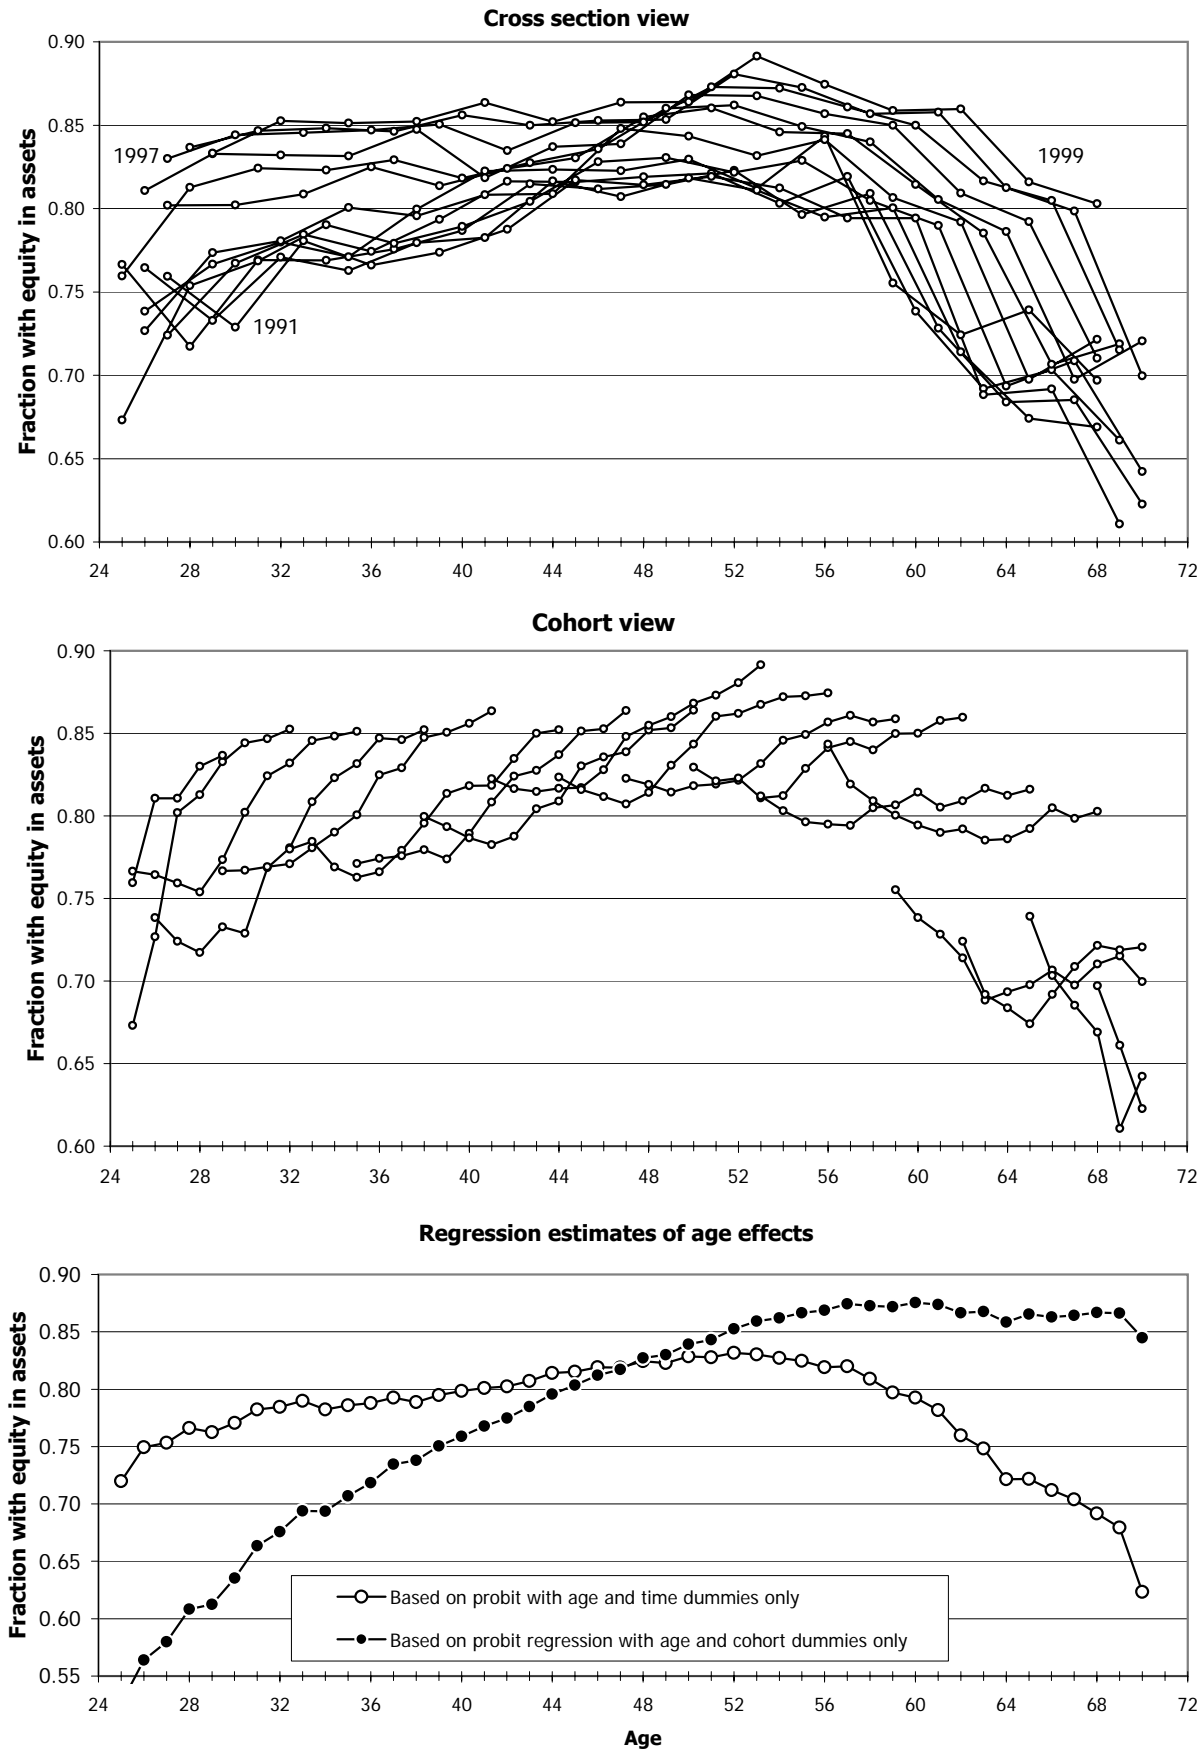 Cross section view
Fraction with equity in assets
0.90
0.85
0.80
0.75
0.70
0.65
0.60
1997
1999
1991
24 28 32 36 40 44 48 52 56 60 64 68 72
Cohort view
Fraction with equity in assets
0.90
0.85
0.80
0.75
0.70
0.65
0.60
24 28 32 36 40 44 48 52 56 60 64 68 72
Regression estimates of age effects
Fraction with equity in assets
0.90
0.85
0.80
0.75
0.70
0.65
0.60
0.55
Based on probit with age and time dummies only
Based on probit regression with age and cohort dummies only
24 28 32 36 40 44 48 52 56 60 64 68 72
Age